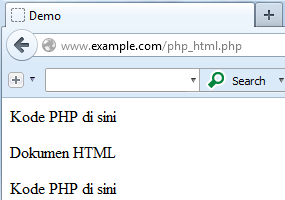 Demo
www.example.com/php_html.php
Search
Kode PHP di sini
Dokumen HTML
Kode PHP di sini